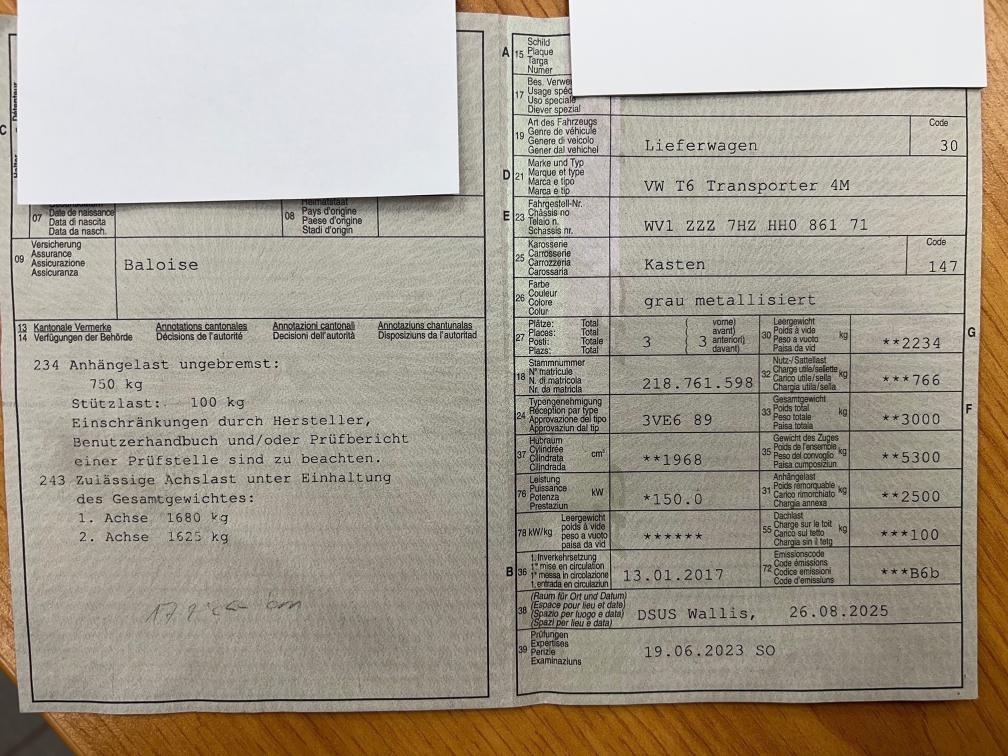 C
07
Date de naissance
Data di nascita
Data da nasch.
08
Heimatstaat
Pays d'origine
Paese d'origine
Stadi d'origin
09
Versicherung
Assurance
Assicurazione
Assicuranza
Baloise
13 Kantonale Vermerke Annotations cantonales Annotazioni cantonali Annotaziuns chantunalas
14 Verfügungen der Behörde Décisions de l'autorité Decisioni dell'autorità Disposiziuns da l'autoritad
234 Anhängelast ungebremst:
750 kg
Stützlast: 100 kg
Einschränkungen durch Hersteller,
Benutzerhandbuch und/oder Prüfbericht
einer Prüfstelle sind zu beachten.
243 Zulässige Achslast unter Einhaltung
des Gesamtgewichtes:
1. Achse 1680 kg
2. Achse 1625 kg
A 15
Schild
Plaque
Targa
Numer
17
Bes.
Usage
Uso speciale
Diever spezial
19
Art des Fahrzeugs
Genre de véhicule
Genere di veicolo
Gener dal vehichel
Lieferwagen
Code
30
D 21
Marke und Typ
Marque et type
Marca e tipo
Marca e tip
VW T6 Transporter 4M
E 23
Fahrgestell-Nr.
Châssis no
Telaio n.
Schassis nr.
WV1 ZZZ 7HZ HH0 861 71
25
Karosserie
Carrosserie
Carrozzeria
Carossaria
Kasten
Code
147
26
Farbe
Couleur
Colore
Colur
grau metallisiert
27
Plätze: Total
Places: Total
Posti: Totale
Plazs: Total
3
3
vorne)
avant)
anteriori)
davant)
30
Leergewicht
Poids à vide
Peso a vuoto
Paisa da vid
kg
**2234
G
18
Stammnummer
N° matricule
N. di matricola
Nr. da matricla
218.761.598
32
Nutz-/Sattellast
Charge utile/sellette
Carico utile/sella
Chargia utila/sella
kg
***766
24
Typengenehmigung
Réception par type
Approvazione del tipo
Approvaziun dal tip
3VE6 89
33
Gesamtgewicht
Poids total
Peso totale
Paisa totala
kg
**3000
F
37
Hubraum
Cylindrée
Cilindrata
Cilindrada
cm³
**1968
35
Gewicht des Zuges
Poids de l'ensemble
Peso del convoglio
Paisa cumposiziun
kg
**5300
76
Leistung
Puissance
Potenza
Prestaziun
kW
*150.0
31
Anhängelast
Poids remorquable
Carico rimorchiato
Chargia annexa
kg
**2500
78 kW/kg
Leergewicht
poids à vide
peso a vuoto
paisa da vid
******
55
Dachlast
Charge sur le toit
Carico sul tetto
Chargia sin il tetg
kg
***100
B 36
1. Inverkehrsetzung
1re mise en circulation
1a messa in circolazione
1. entrada en circulaziun
13.01.2017
72
Emissionscode
Code émissions
Codice emissioni
Code d'emissiuns
***B6b
38
(Raum für Ort und Datum)
(Espace pour lieu et date)
(Spazio per luogo e data)
(Spazi per lieu e data)
DSUS Wallis, 26.08.2025
39
Prüfungen
Expertises
Perizie
Examinaziuns
19.06.2023 SO